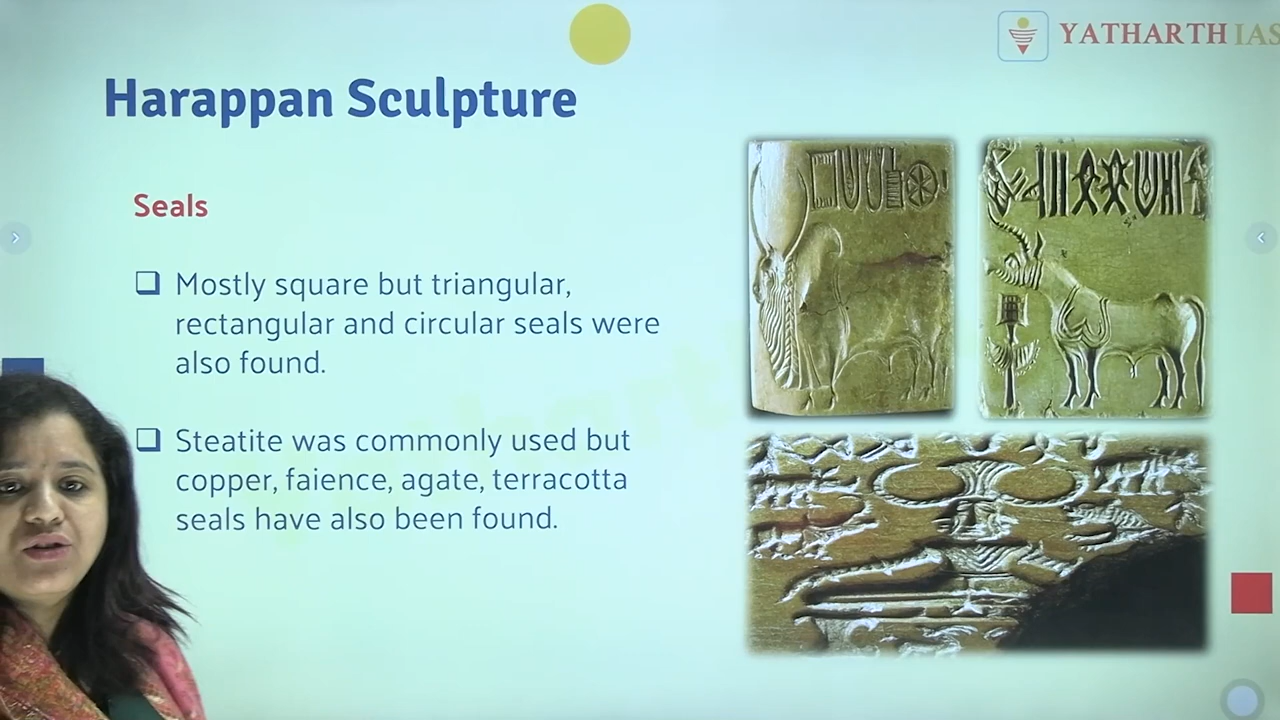 YATHARTH IAS
Harappan Sculpture
Seals
❑ Mostly square but triangular,
rectangular and circular seals were
also found.
❑ Steatite was commonly used but
copper, faience, agate, terracotta
seals have also been found.